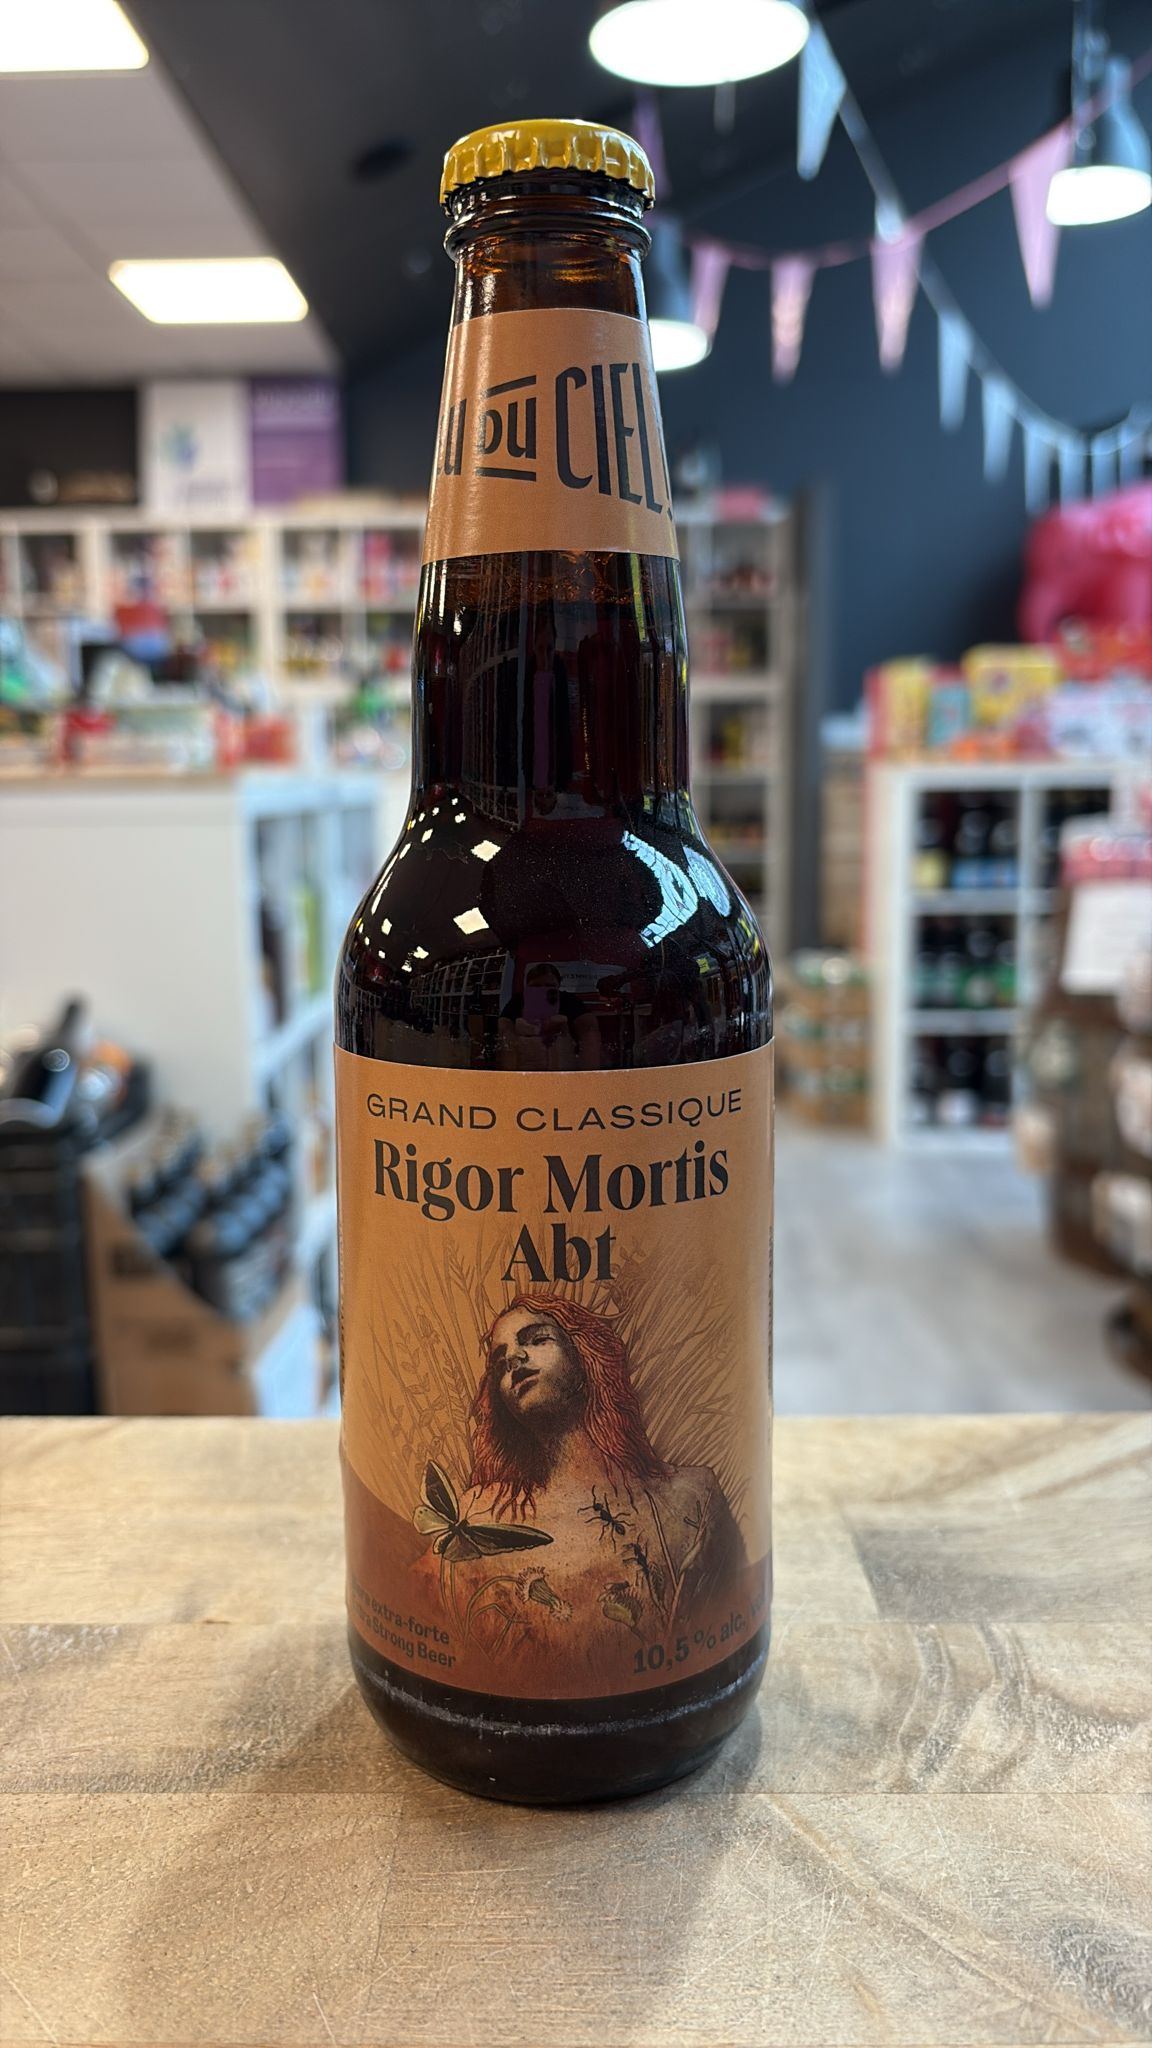 DU CIEL!
GRAND CLASSIQUE
Rigor Mortis
Abt
extra-forte
Strong Beer
10,5 % alc.